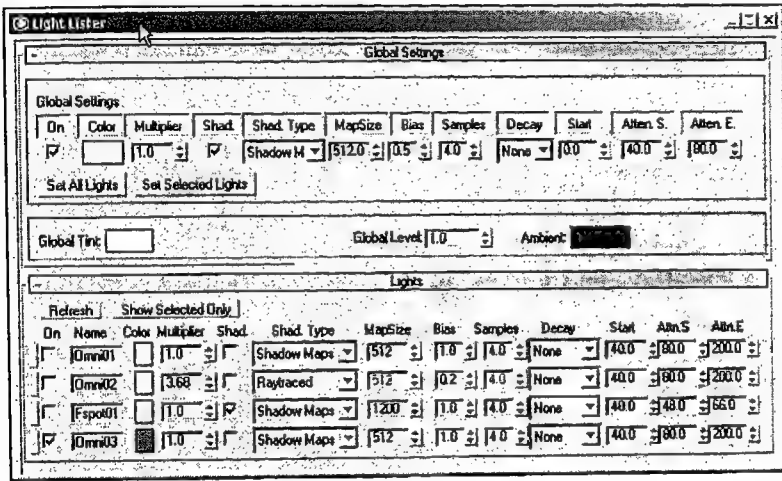 Light Lister
Global Settings
Global Settings
On Color Multiplier Shad. Shad. Type MapSize Bias Samples Decay Start Atten. S. Atten. E.
1.0 Shadow M 512.0 0.5 4.0 None 0.0 40.0 80.0
Set All Lights Set Selected Lights
Global Tint: Global Level: 1.0 Ambient:
Lights
Refresh Show Selected Only
On Name Color Multiplier Shad. Shad. Type MapSize Bias Samples Decay Start Attn.S Attn.E
Omni01 1.0 Shadow Maps 512 1.0 4.0 None 40.0 80.0 200.0
Omni02 3.68 Raytraced 512 0.2 4.0 None 40.0 60.0 200.0
Fspot01 1.0 Shadow Maps 1200 1.0 4.0 None 40.0 48.0 66.0
Omni03 1.0 Shadow Maps 512 1.0 4.0 None 40.0 80.0 200.0